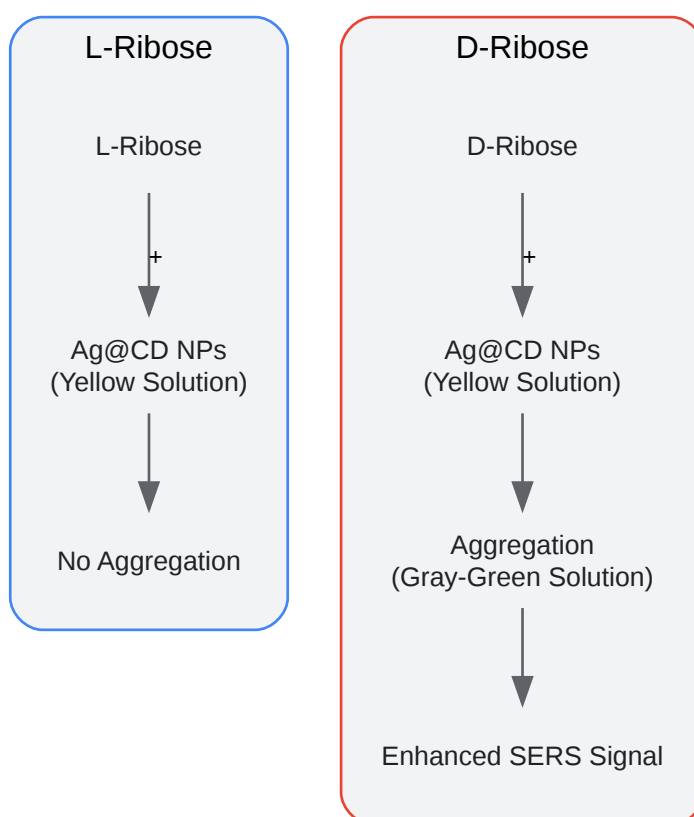 L-Ribose
L-Ribose
+
Ag@CD NPs
(Yellow Solution)
No Aggregation
D-Ribose
D-Ribose
+
Ag@CD NPs
(Yellow Solution)
Aggregation
(Gray-Green Solution)
Enhanced SERS Signal